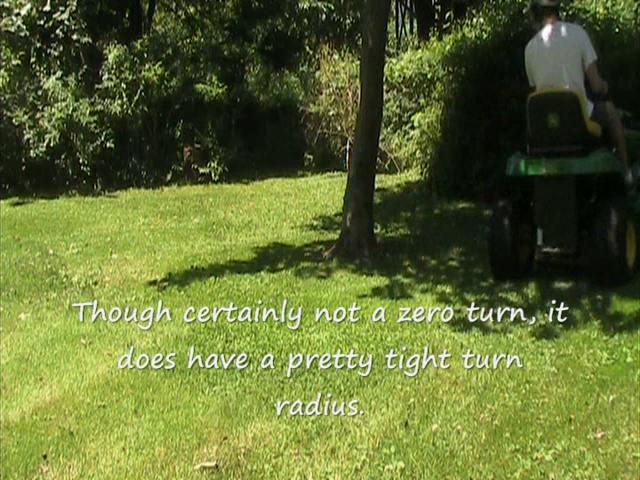 Though certainly not a zero turn, it
does have a pretty tight turn
radius.